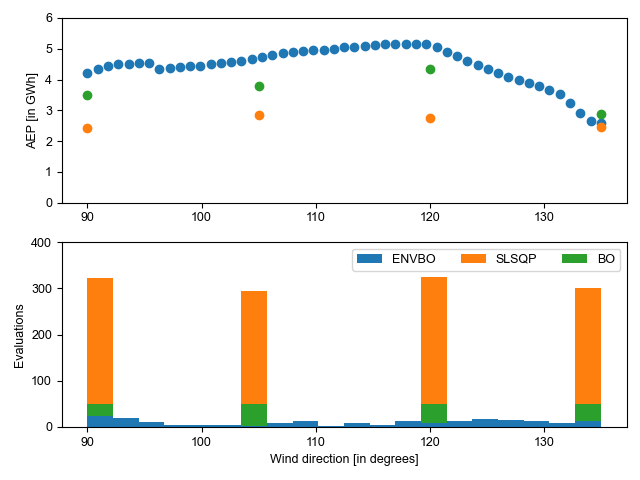 6
5
4
3
2
1
0
AEP [in GWh]
90 100 110 120 130
400
300
200
100
0
Evaluations
ENVBO SLSQP BO
90 100 110 120 130
Wind direction [in degrees]